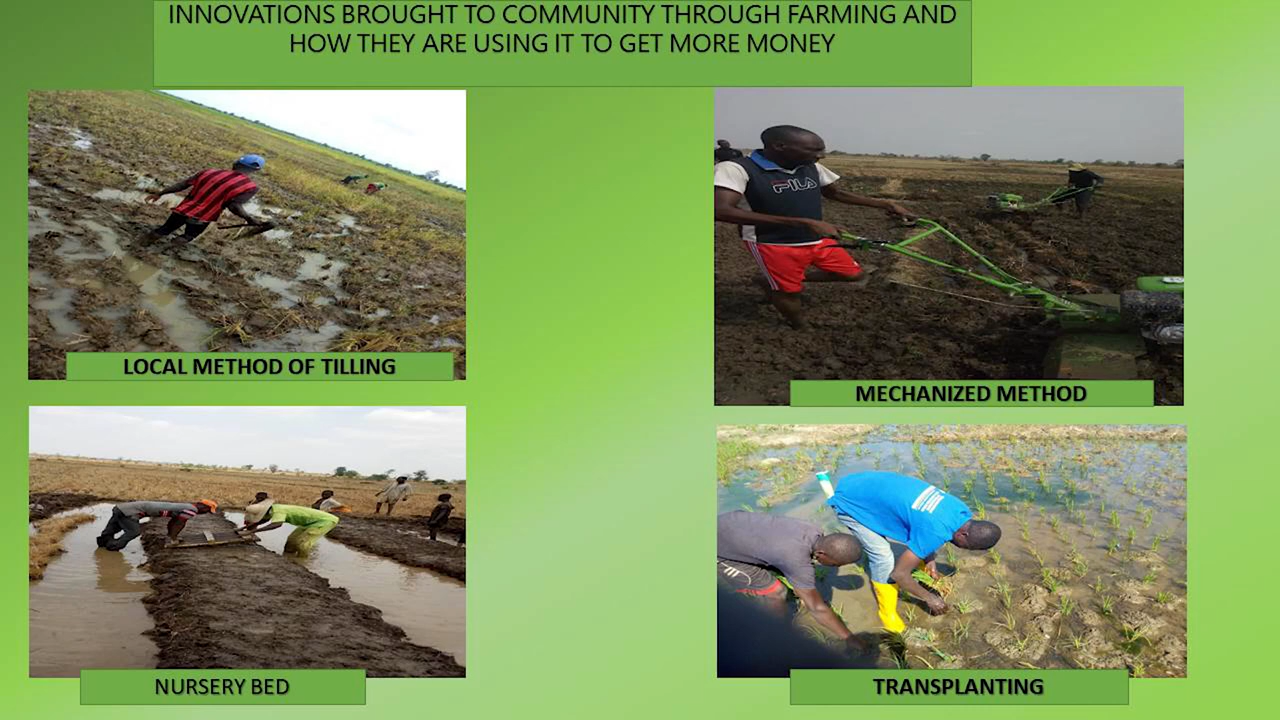 INNOVATIONS BROUGHT TO COMMUNITY THROUGH FARMING AND
HOW THEY ARE USING IT TO GET MORE MONEY
FILA
LOCAL METHOD OF TILLING
MECHANIZED METHOD
NURSERY BED
TRANSPLANTING